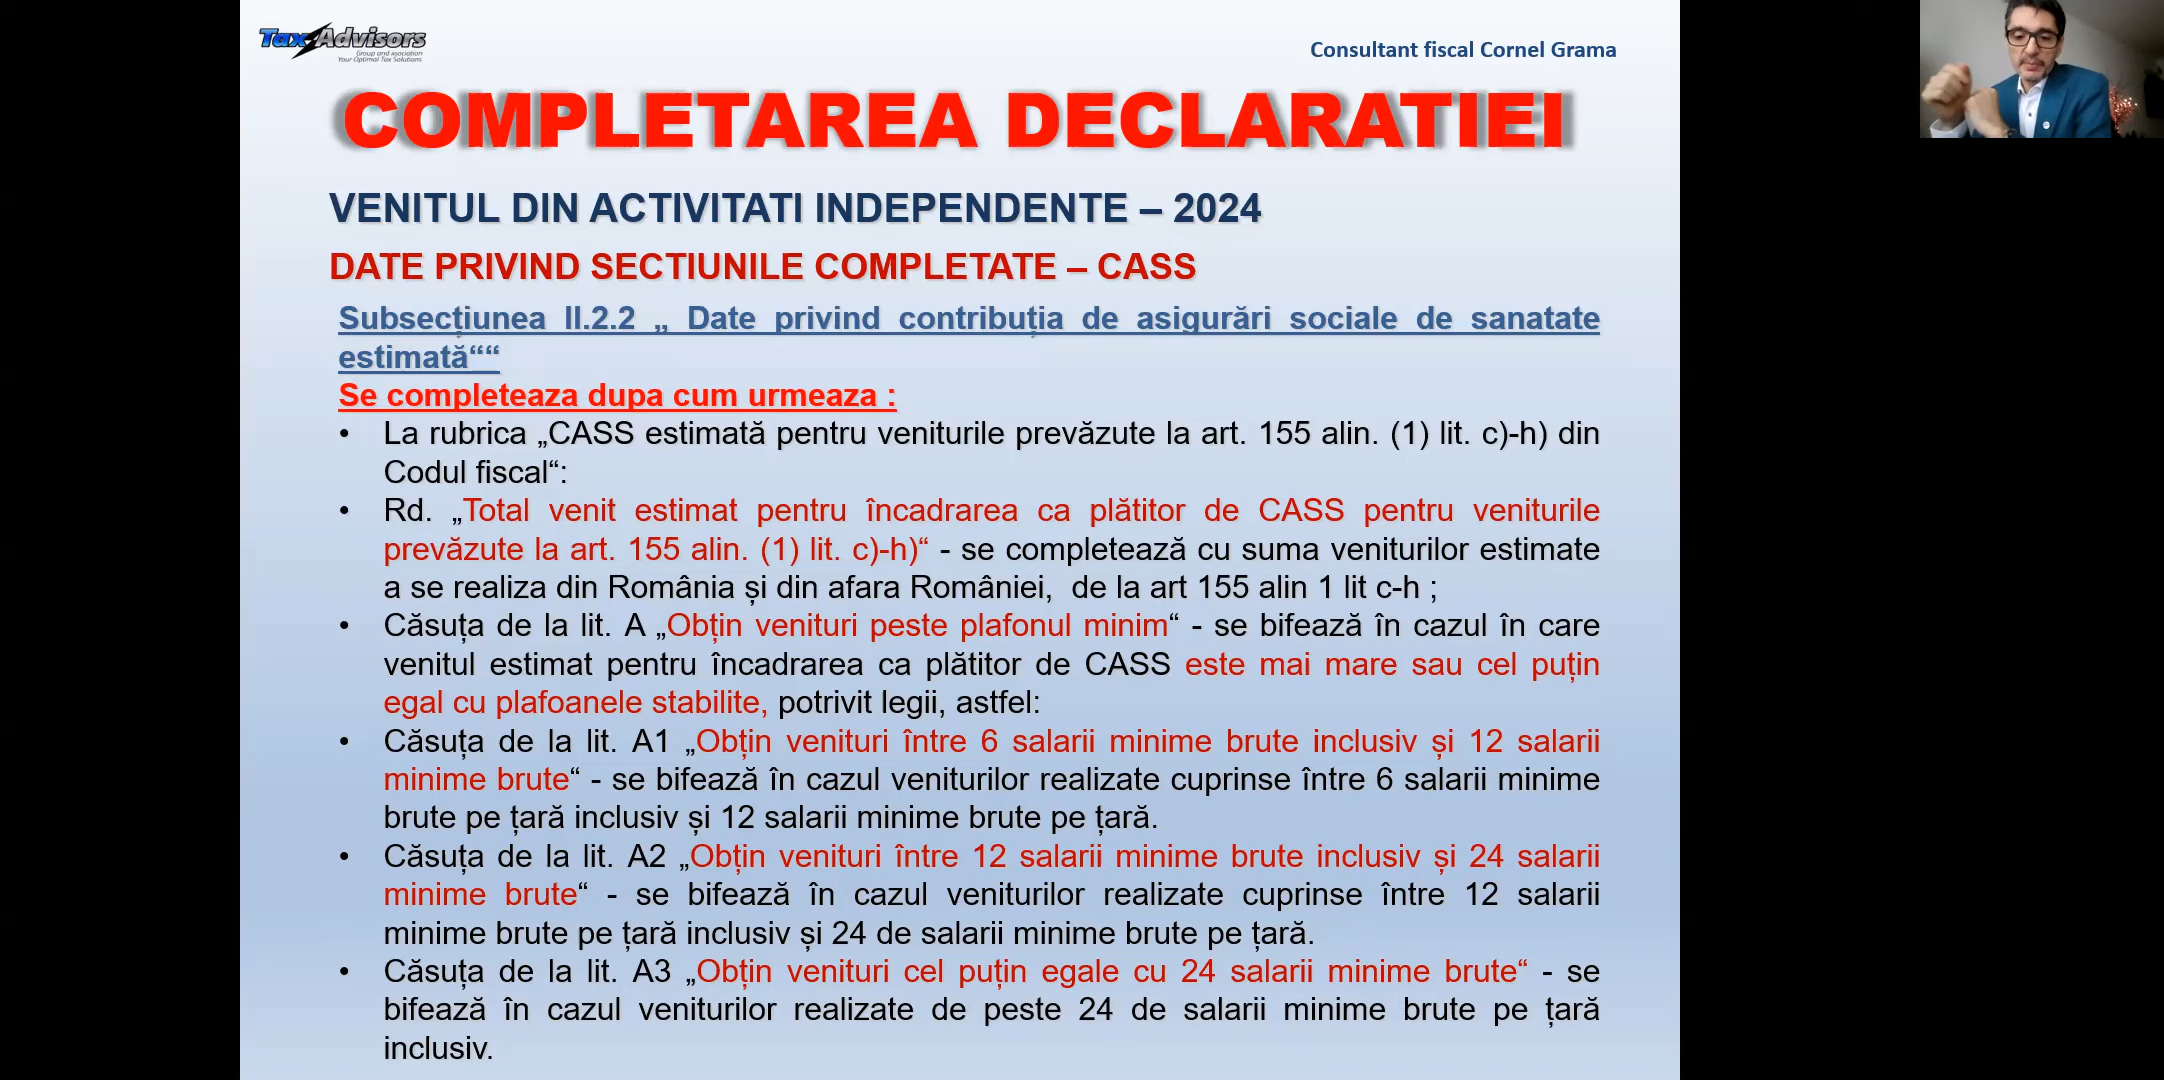 Tax Advisors
Group and asociation
Your Optimal Tax Solutions
Consultant fiscal Cornel Grama
COMPLETAREA DECLARATIEI
VENITUL DIN ACTIVITATI INDEPENDENTE – 2024
DATE PRIVIND SECTIUNILE COMPLETATE – CASS
Subsecțiunea II.2.2 „ Date privind contribuția de asigurări sociale de sanatate
estimată““
Se completeaza dupa cum urmeaza :
• La rubrica „CASS estimată pentru veniturile prevăzute la art. 155 alin. (1) lit. c)-h) din
Codul fiscal“:
• Rd. „Total venit estimat pentru încadrarea ca plătitor de CASS pentru veniturile
prevăzute la art. 155 alin. (1) lit. c)-h)“ - se completează cu suma veniturilor estimate
a se realiza din România și din afara României, de la art 155 alin 1 lit c-h ;
• Căsuța de la lit. A „Obțin venituri peste plafonul minim“ - se bifează în cazul în care
venitul estimat pentru încadrarea ca plătitor de CASS este mai mare sau cel puțin
egal cu plafoanele stabilite, potrivit legii, astfel:
• Căsuța de la lit. A1 „Obțin venituri între 6 salarii minime brute inclusiv și 12 salarii
minime brute“ - se bifează în cazul veniturilor realizate cuprinse între 6 salarii minime
brute pe țară inclusiv și 12 salarii minime brute pe țară.
• Căsuța de la lit. A2 „Obțin venituri între 12 salarii minime brute inclusiv și 24 salarii
minime brute“ - se bifează în cazul veniturilor realizate cuprinse între 12 salarii
minime brute pe țară inclusiv și 24 de salarii minime brute pe țară.
• Căsuța de la lit. A3 „Obțin venituri cel puțin egale cu 24 salarii minime brute“ - se
bifează în cazul veniturilor realizate de peste 24 de salarii minime brute pe țară
inclusiv.